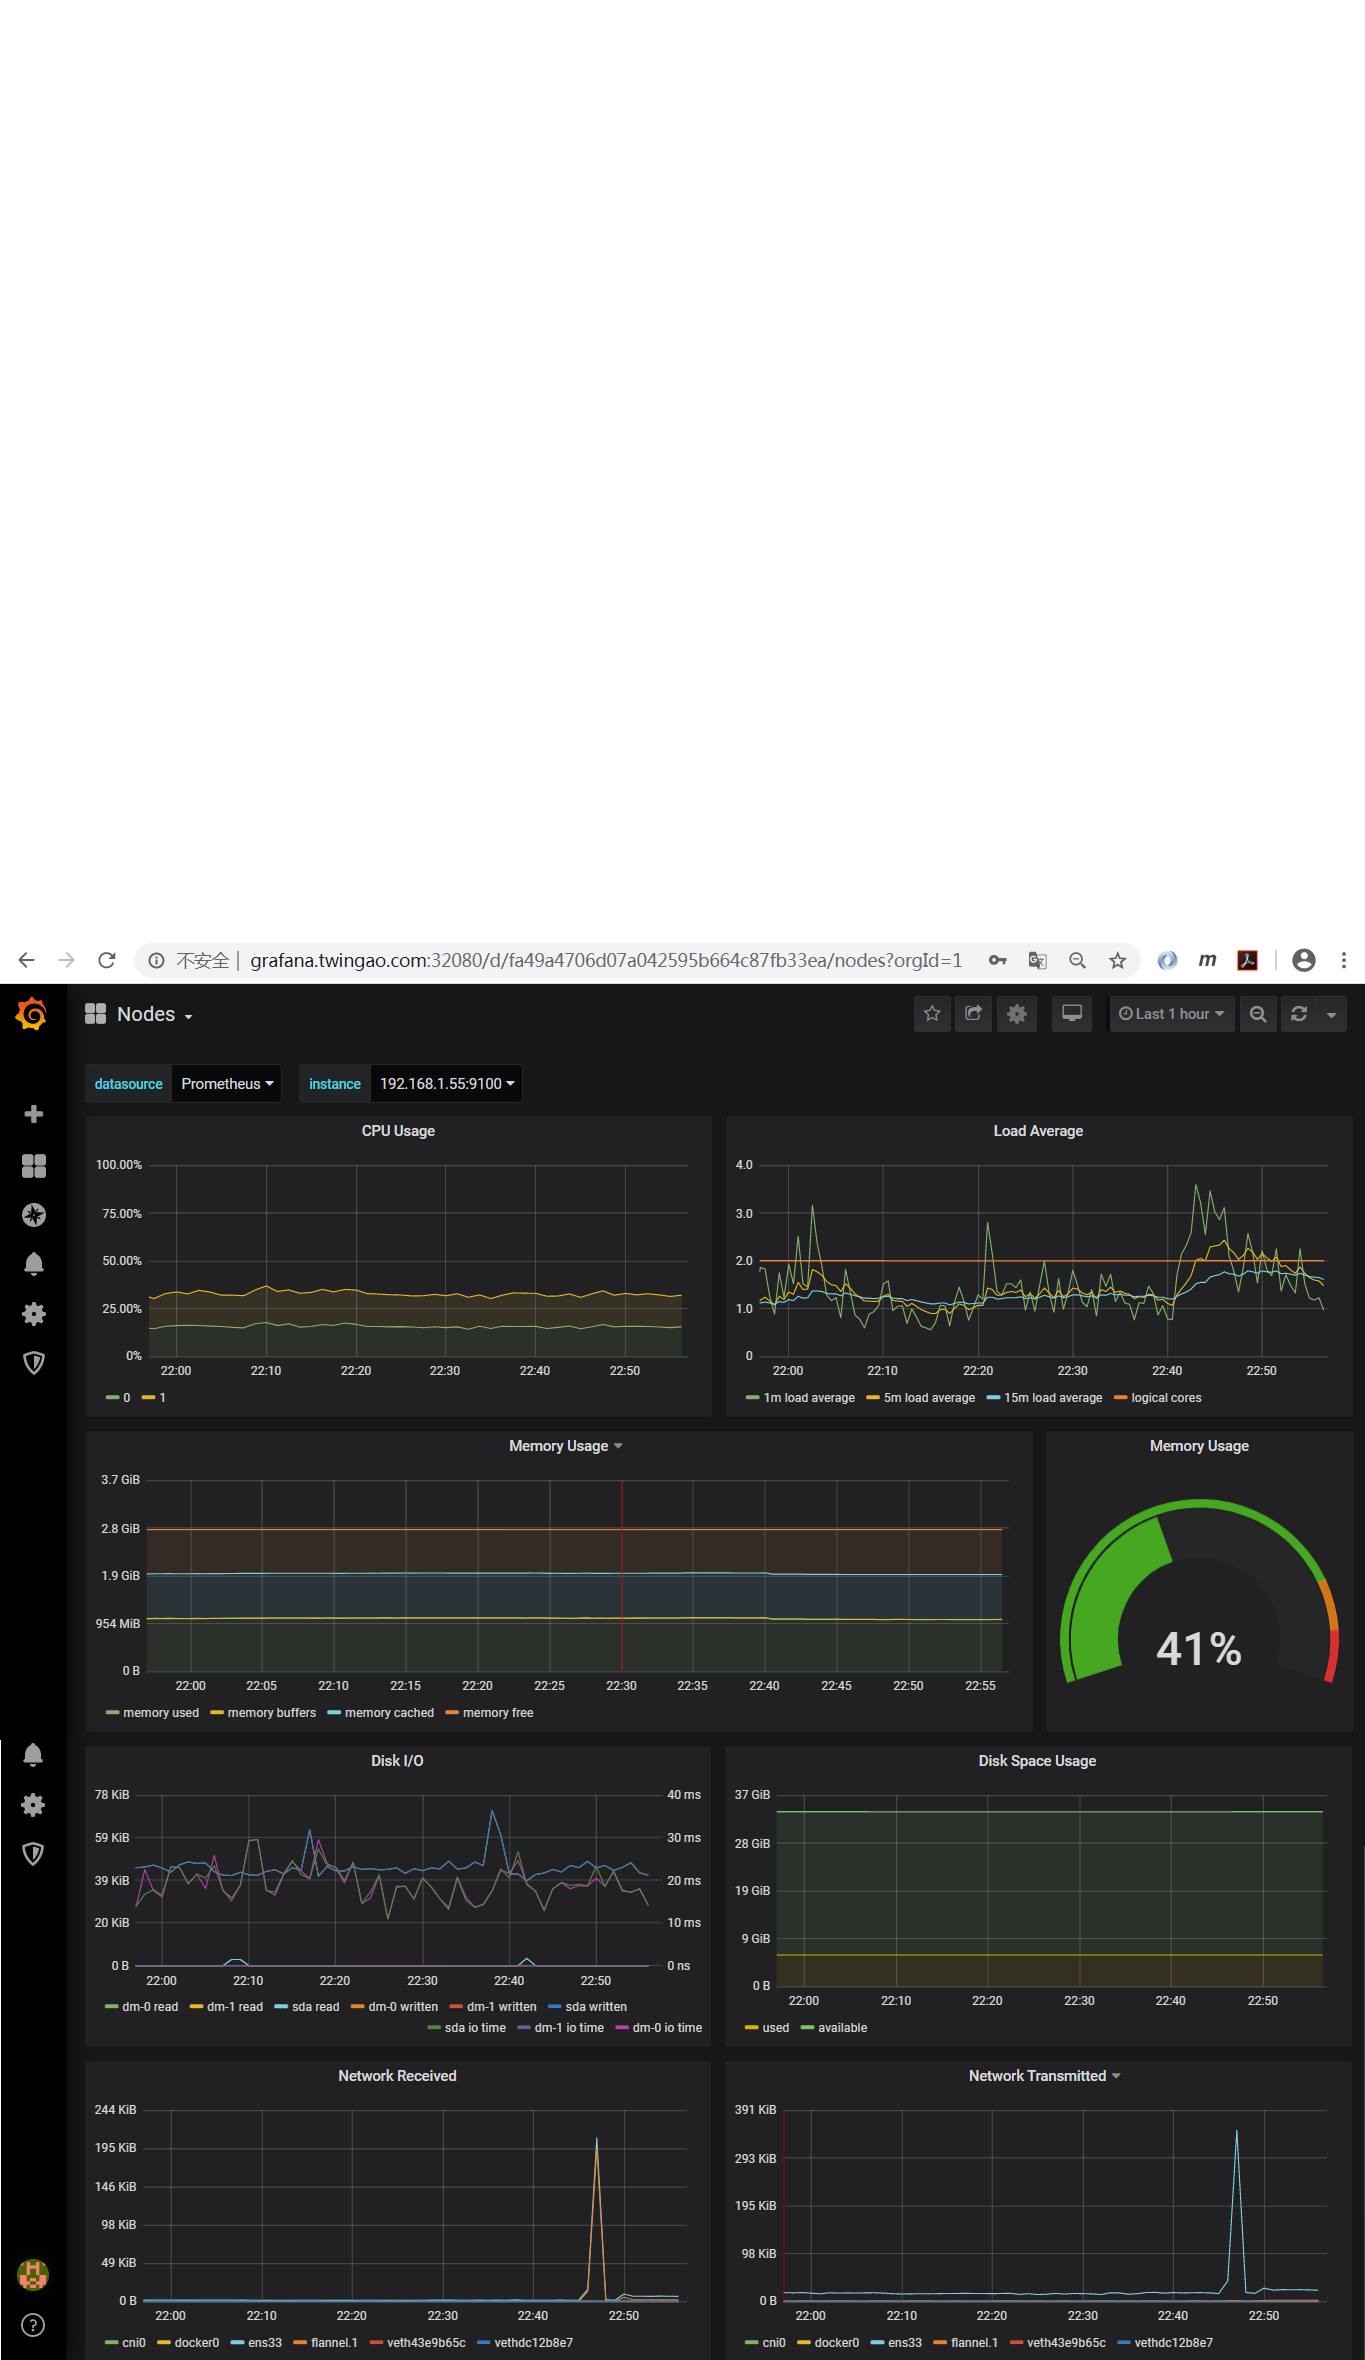 不安全 | grafana.twingao.com:32080/d/fa49a4706d07a042595b664c87fb33ea/nodes?orgId=1
Nodes
Last 1 hour
datasource Prometheus instance 192.168.1.55:9100
CPU Usage
100.00%
75.00%
50.00%
25.00%
0%
22:00 22:10 22:20 22:30 22:40 22:50
0 1
Load Average
4.0
3.0
2.0
1.0
0
22:00 22:10 22:20 22:30 22:40 22:50
1m load average 5m load average 15m load average logical cores
Memory Usage
3.7 GiB
2.8 GiB
1.9 GiB
954 MiB
0 B
22:00 22:05 22:10 22:15 22:20 22:25 22:30 22:35 22:40 22:45 22:50 22:55
memory used memory buffers memory cached memory free
Memory Usage
41%
Disk I/O
78 KiB 40 ms
59 KiB 30 ms
39 KiB 20 ms
20 KiB 10 ms
0 B 0 ns
22:00 22:10 22:20 22:30 22:40 22:50
dm-0 read dm-1 read sda read dm-0 written dm-1 written sda written
sda io time dm-1 io time dm-0 io time
Disk Space Usage
37 GiB
28 GiB
19 GiB
9 GiB
0 B
22:00 22:10 22:20 22:30 22:40 22:50
used available
Network Received
244 KiB
195 KiB
146 KiB
98 KiB
49 KiB
0 B
22:00 22:10 22:20 22:30 22:40 22:50
cni0 docker0 ens33 flannel.1 veth43e9b65c vethdc12b8e7
Network Transmitted
391 KiB
293 KiB
195 KiB
98 KiB
0 B
22:00 22:10 22:20 22:30 22:40 22:50
cni0 docker0 ens33 flannel.1 veth43e9b65c vethdc12b8e7